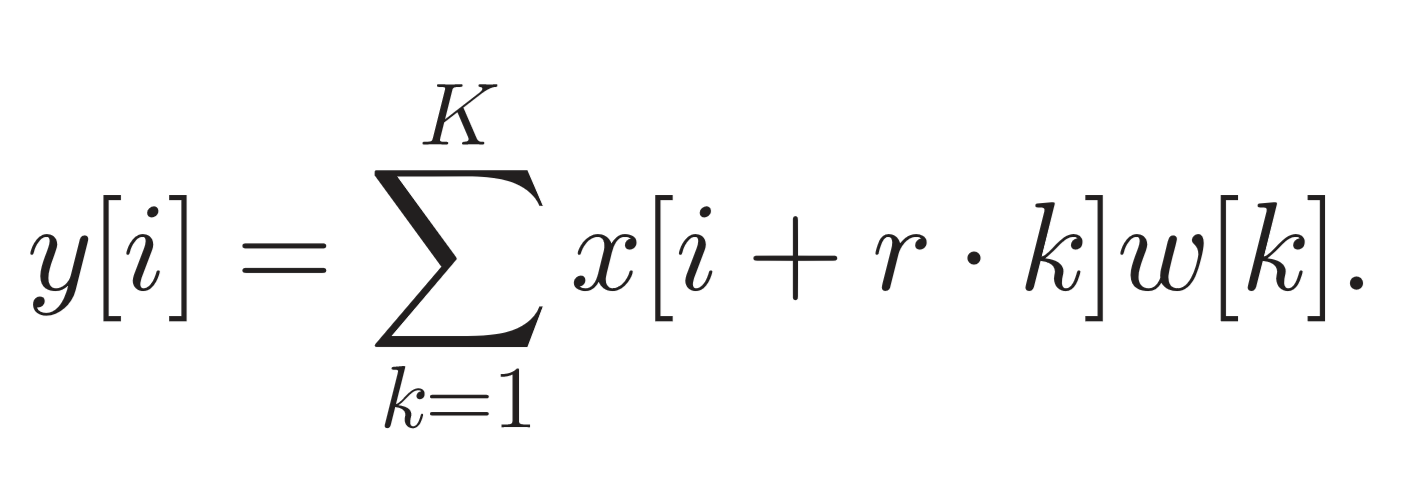 y[i] = \sum_{k=1}^{K} x[i + r \cdot k]w[k].